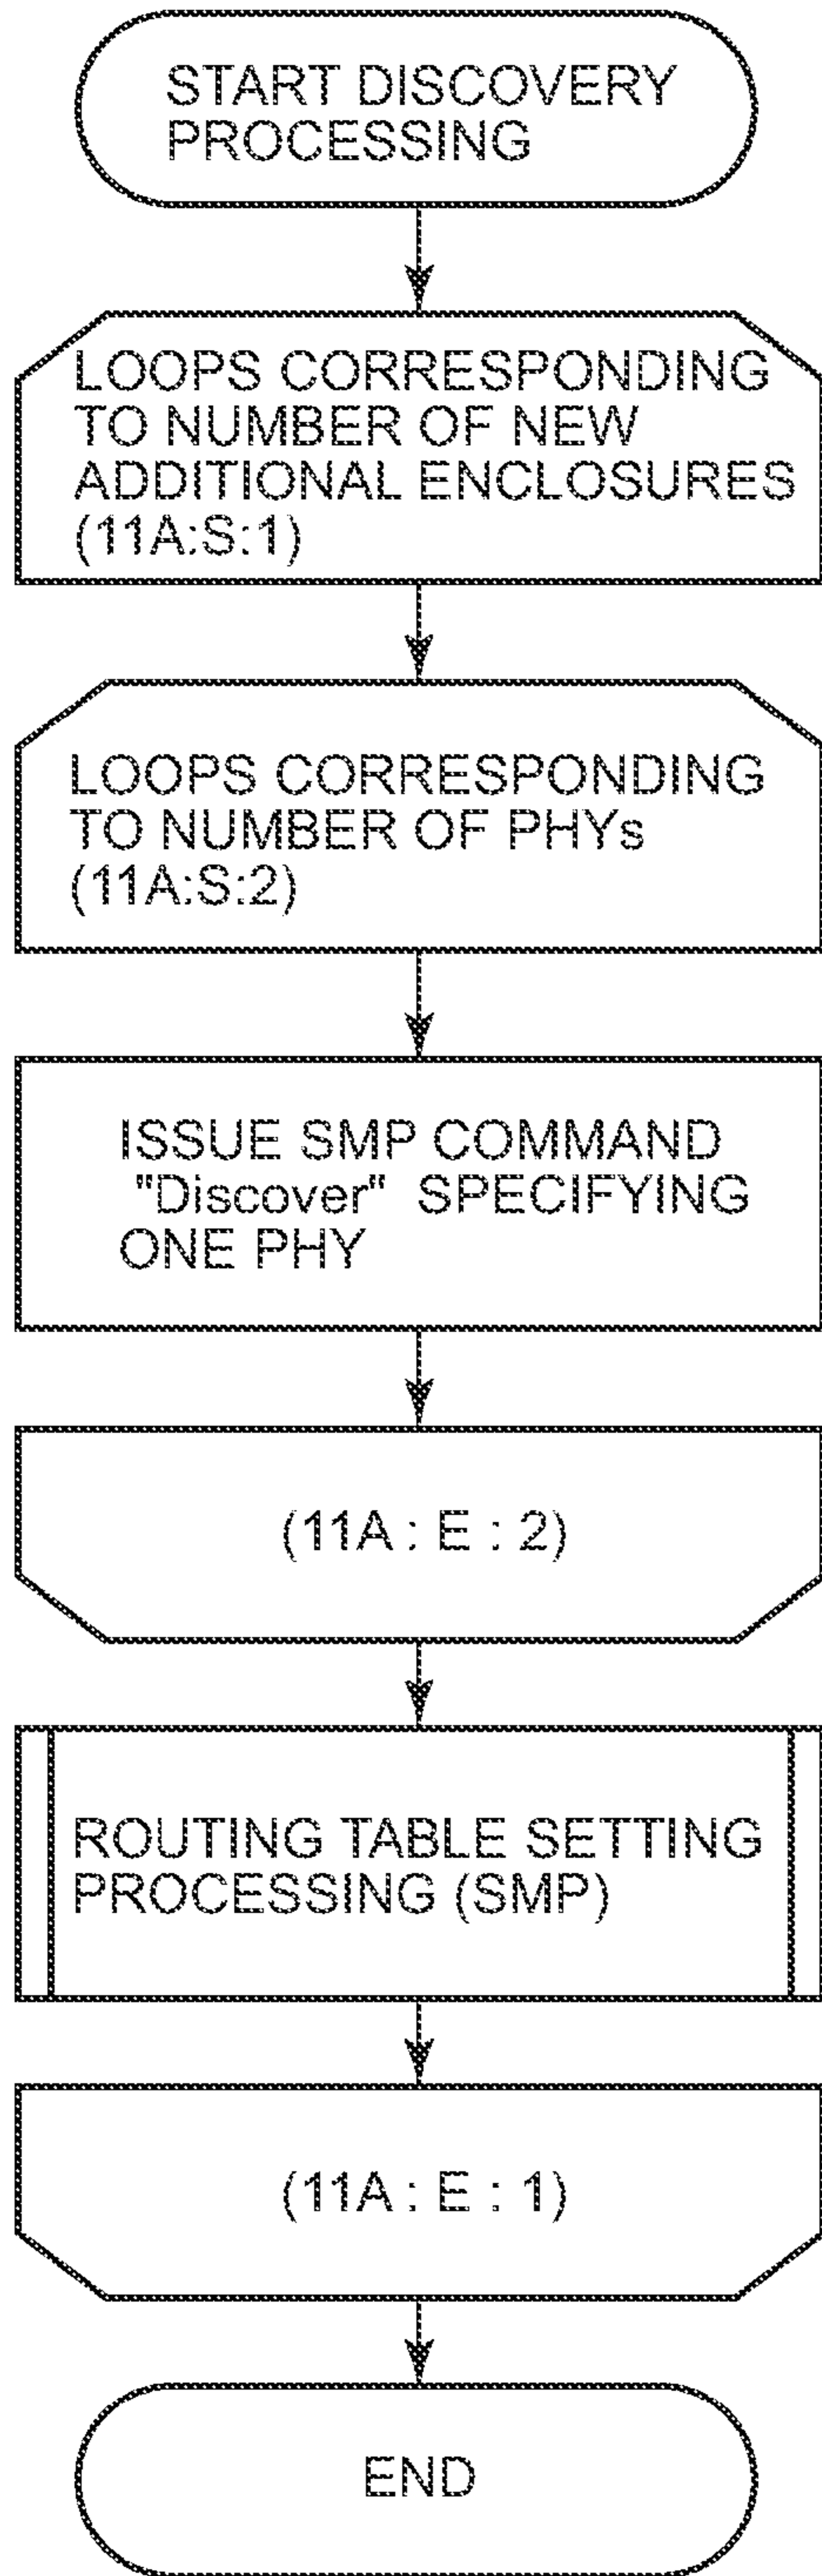 START DISCOVERY
PROCESSING
LOOPS CORRESPONDING
TO NUMBER OF NEW
ADDITIONAL ENCLOSURES
(11A:S:1)
LOOPS CORRESPONDING
TO NUMBER OF PHYs
(11A:S:2)
ISSUE SMP COMMAND
"Discover" SPECIFYING
ONE PHY
(11A : E : 2)
ROUTING TABLE SETTING
PROCESSING (SMP)
(11A : E : 1)
END